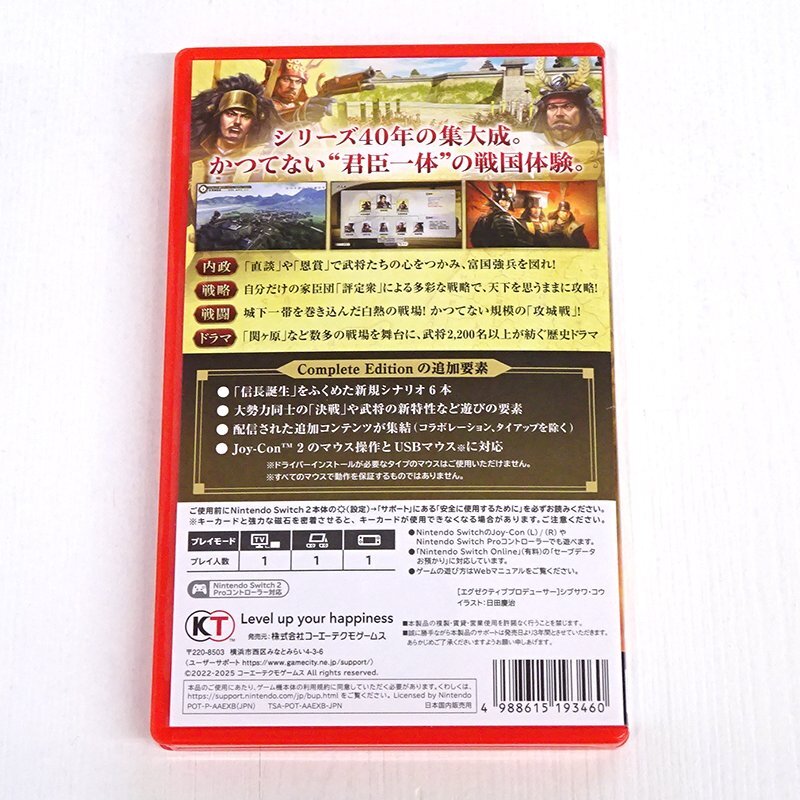 シリーズ40年の集大成。
かつてない“君臣一体”の戦国体験。
内政 「直談」や「恩賞」で武将たちの心をつかみ、富国強兵を図れ!
戦略 自分だけの家臣団「評定衆」による多彩な戦略で、天下を思うままに攻略!
戦闘 城下一帯を巻き込んだ白熱の戦場! かつてない規模の「攻城戦」!
ドラマ 「関ヶ原」など数多の戦場を舞台に、武将2,200名以上が紡ぐ歴史ドラマ
Complete Edition の追加要素
●「信長誕生」をふくめた新規シナリオ6本
●大勢力同士の「決戦」や武将の新特性など遊びの要素
●配信された追加コンテンツが集結(コラボレーション、タイアップを除く)
●Joy-Con™ 2 のマウス操作とUSBマウス※に対応
※ドライバーインストールが必要なタイプのマウスはご使用いただけません。
※すべてのマウスで動作を保証するものではありません。
ご使用前にNintendo Switch 2本体の(設定)→「サポート」にある「安全に使用するために」を必ずお読みください。
※キーカードと強力な磁石を密着させると、キーカードが使用できなくなる場合があります。ご注意ください。
プレイモード TV
プレイ人数 1 1 1
Nintendo Switch 2
Proコントローラー対応
●Nintendo SwitchのJoy-Con (L) / (R) や
Nintendo Switch Proコントローラーでも遊べます。
●「Nintendo Switch Online」(有料)の「セーブデータ
お預かり」に対応しています。
●ゲームの遊び方はWebマニュアルをご覧ください。
[エグゼクティブプロデューサー] シブサワ・コウ
イラスト:日田慶治
KT Level up your happiness
発売元: 株式会社コーエーテクモゲームス
〒220-8503 横浜市西区みなとみらい4-3-6
(ユーザーサポート https://www.gamecity.ne.jp/support/)
©2022-2025 コーエーテクモゲームス
■本製品の複製・賃貸・営業使用を許諾なく行うことを禁じます。
■誠に勝手ながら本製品のサポートは発売日より3年間とさせていただきます。
あらかじめご了承くださいますようお願い申し上げます。
本品のご使用にあたり、ゲーム機本体の利用規約に同意していただく必要があります。くわしくは、
https://support.nintendo.com/jp/bup.html をご覧ください。Licensed by Nintendo
POT-P-AAEXB(JPN) TSA-POT-AAEXB-JPN 日本国内販売用
4 988615 193460